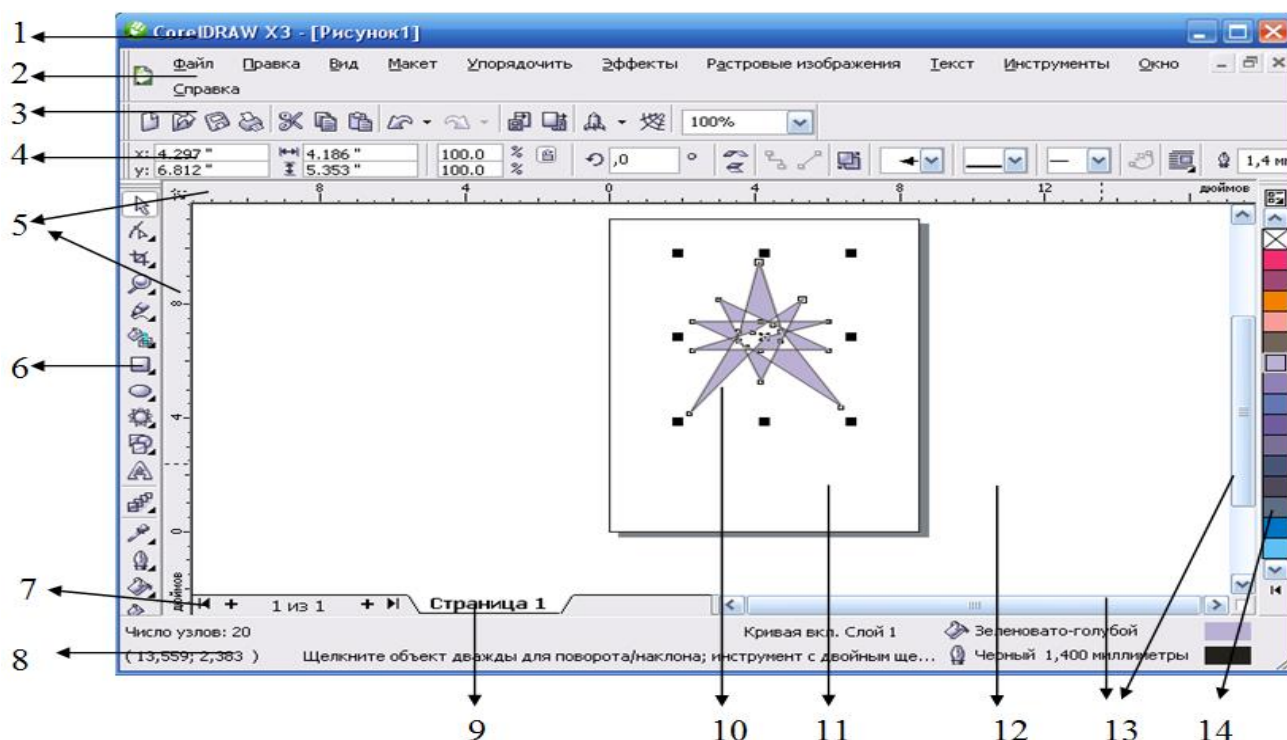 1
CorelDRAW X3 - [Рисунок1]
2
Файл Правка Вид Макет Упорядочить Эффекты Растровые изображения Текст Инструменты Окно
Справка
3
100%
4
x: 4.297 " 4.186 " 100.0 % ,0 ° 1,4 м
y: 6.812 " 5.353 " 100.0 %
5
8 4 0 4 8 12 дюймов
8
6
4
0
дюймов
7
1 из 1 Страница 1
Число узлов: 20 Кривая вкл. Слой 1 Зеленовато-голубой
8
( 13,559; 2,383 ) Щелкните объект дважды для поворота/наклона; инструмент с двойным ще... Черный 1,400 миллиметры
9 10 11 12 13 14